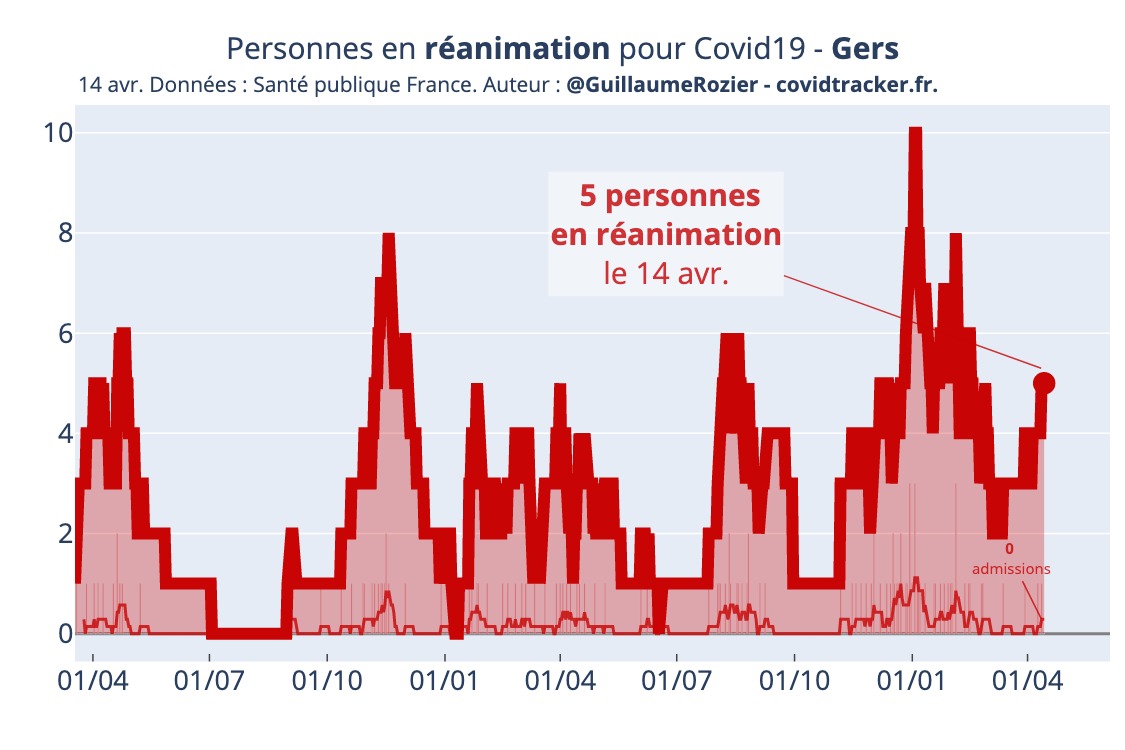 Personnes en réanimation pour Covid19 - Gers
14 avr. Données : Santé publique France. Auteur : @GuillaumeRozier - covidtracker.fr.
10
8
6
4
2
0
5 personnes
en réanimation
le 14 avr.
0
admissions
01/04 01/07 01/10 01/01 01/04 01/07 01/10 01/01 01/04